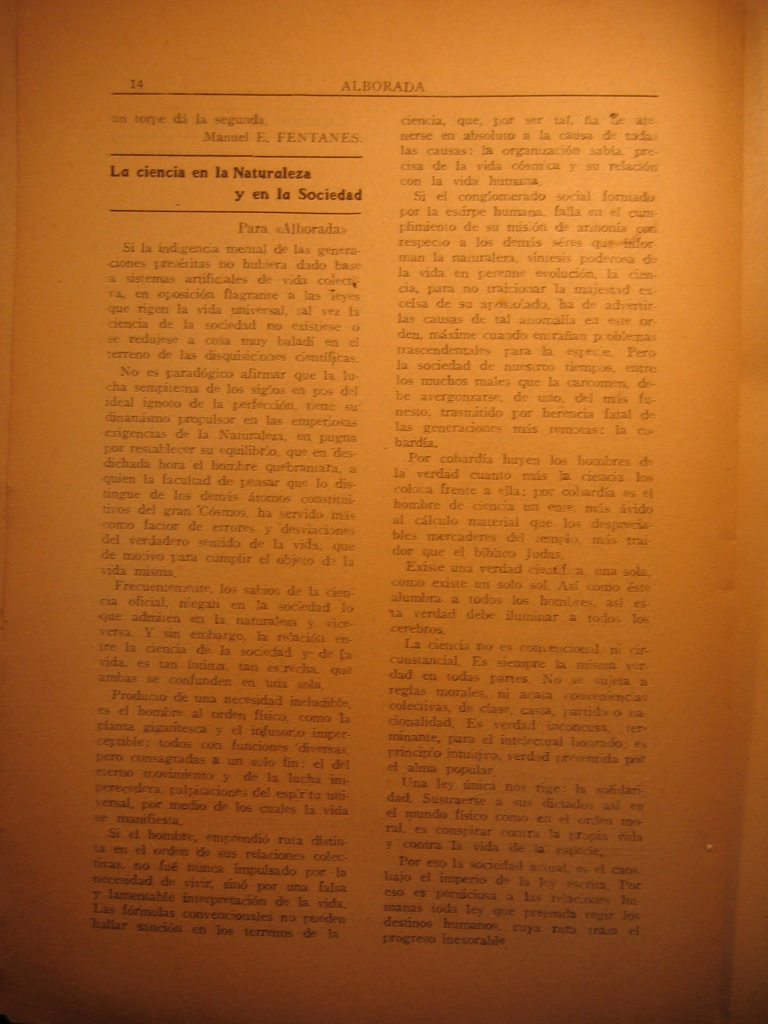 14
ALBORADA
un torpe dá la segunda.
Manuel E. FENTANES.
La ciencia en la Naturaleza
y en la Sociedad
Para «Alborada»
Si la indigencia mental de las genera-
ciones pretéritas no hubiera dado base
a sistemas artificiales de vida colecti-
va, en oposición flagrante a las leyes
que rigen la vida universal, tal vez la
ciencia de la sociedad no existiese o
se redujese a cosa muy baladí en el
terreno de las disquisiciones científicas.
No es paradógico afirmar que la lu-
cha sempiterna de los siglos en pos del
ideal ignoto de la perfección, tiene su
dinamismo propulsor en las emperiosas
exigencias de la Naturaleza, en pugna
por restablecer su equilibrio, que en des-
dichada hora el hombre quebrantara, a
quien la facultad de pensar que lo dis-
tingue de los demás átomos constituti-
tivos del gran Cósmos, ha servido más
como factor de errores y desviaciones
del verdadero sentido de la vida, que
de motivo para cumplir el objeto de la
vida misma.
Frecuentemente, los sabios de la cien-
cia oficial, niegan en la sociedad lo
que admiten en la naturaleza y vice-
versa. Y sin embargo, la relación en-
tre la ciencia de la sociedad y de la
vida, es tan íntima, tan estrecha, que
ambas se confunden en una sola.
Producto de una necesidad ineludible,
es el hombre al orden físico, como la
planta gigantesca y el infusorio imper-
ceptible; todos con funciones diversas,
pero consagradas a un solo fin: el del
eterno movimiento y de la lucha im-
perecedera, palpitaciones del espíritu uni-
versal, por medio de los cuales la vida
se manifiesta.
Si el hombre, emprendió ruta distin-
ta en el orden de sus relaciones colec-
tivas, no fué nunca impulsado por la
necesidad de vivir, sinó por una falsa
y lamentable interpretación de la vida.
Las fórmulas convencionales no pueden
hallar sanción en los terrenos de la
ciencia, que, por ser tal, ha de ate-
nerse en absoluto a la causa de todas
las causas: la organización sabia, pre-
cisa de la vida cósmica y su relación
con la vida humana.
Si el conglomerado social formado
por la estirpe humana, falla en el cum-
plimiento de su misión de armonía con
respecio a los demás séres que infor-
man la naturaleza, síntesis poderosa de
la vida en perenne evolución, la cien-
cia, para no traicionar la majestad ex-
celsa de su apostolado, ha de advertir
las causas de tal anomalía en este or-
den, máxime cuando entrañan problemas
trascendentales para la especie. Pero
la sociedad de nuestros tiempos, entre
los muchos males que la carcomen, de-
be avergonzarse, de uno, del más fu-
nesto, trasmitido por herencia fatal de
las generaciones más remotas: la co-
bardía.
Por cobardía huyen los hombres de
la verdad cuanto más la ciencia los
coloca frente a ella; por cobardía es el
hombre de ciencia un ente, más ávido
al cálculo material que los desprecia-
bles mercaderes del templo, más trai-
dor que el bíblico Judas.
Existe una verdad científica, una sola,
como existe un solo sol. Así como éste
alumbra a todos los hombres, así es-
ta verdad debe iluminar a todos los
cerebros.
La ciencia no es convencional ni cir-
cunstancial. Es siempre la misma ver-
dad en todas partes. No se sujeta a
reglas morales, ni acata conveniencias
colectivas, de clase, casta, partido o na-
cionalidad. Es verdad inconcusa, ter-
minante, para el intelectual honrado; es
principio intuitivo, verdad presentida por
el alma popular.
Una ley única nos rige: la solidari-
dad. Sustraerse a sus dictados así en
el mundo físico como en el orden mo-
ral, es conspirar contra la propia vida
y contra la vida de la especie.
Por eso la sociedad actual, es el caos,
bajo el imperio de la ley escrita. Por
eso es perniciosa a las relaciones hu-
manas toda ley que pretenda regir los
destinos humanos, cuya ruta traza el
progreso inexorable